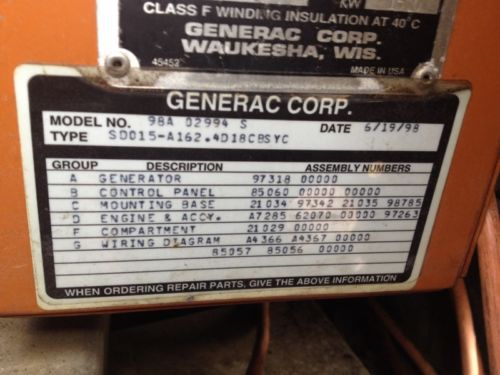 KW
CLASS F WINDING INSULATION AT 40°C
GENERAC CORP.
WAUKESHA, WIS.
45452 MADE IN USA
GENERAC CORP.
MODEL NO. 98A 02994 S DATE 6/19/98
TYPE SD015-A162.4D18CBSYC
GROUP DESCRIPTION ASSEMBLY NUMBERS
A GENERATOR 97318 00000
B CONTROL PANEL 85060 00000 00000
C MOUNTING BASE 21034 97342 21035 98785
D ENGINE & ACCY. A7285 62070 00000 97263
F COMPARTMENT 21029 00000
G WIRING DIAGRAM A4366 A4367 00000
85057 85056 00000
WHEN ORDERING REPAIR PARTS, GIVE THE ABOVE INFORMATION